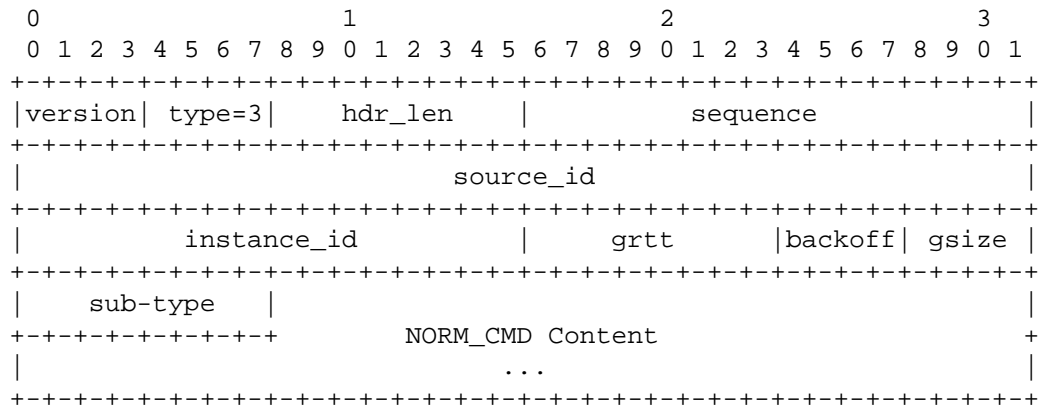 0                   1                   2                   3
 0 1 2 3 4 5 6 7 8 9 0 1 2 3 4 5 6 7 8 9 0 1 2 3 4 5 6 7 8 9 0 1
+-+-+-+-+-+-+-+-+-+-+-+-+-+-+-+-+-+-+-+-+-+-+-+-+-+-+-+-+-+-+-+-+
|version| type=3|    hdr_len    |          sequence             |
+-+-+-+-+-+-+-+-+-+-+-+-+-+-+-+-+-+-+-+-+-+-+-+-+-+-+-+-+-+-+-+-+
|                           source_id                           |
+-+-+-+-+-+-+-+-+-+-+-+-+-+-+-+-+-+-+-+-+-+-+-+-+-+-+-+-+-+-+-+-+
|          instance_id          |     grtt      |backoff| gsize |
+-+-+-+-+-+-+-+-+-+-+-+-+-+-+-+-+-+-+-+-+-+-+-+-+-+-+-+-+-+-+-+-+
|    sub-type   |                                               |
+-+-+-+-+-+-+-+-+        NORM_CMD Content                       +
|                              ...                              |
+-+-+-+-+-+-+-+-+-+-+-+-+-+-+-+-+-+-+-+-+-+-+-+-+-+-+-+-+-+-+-+-+